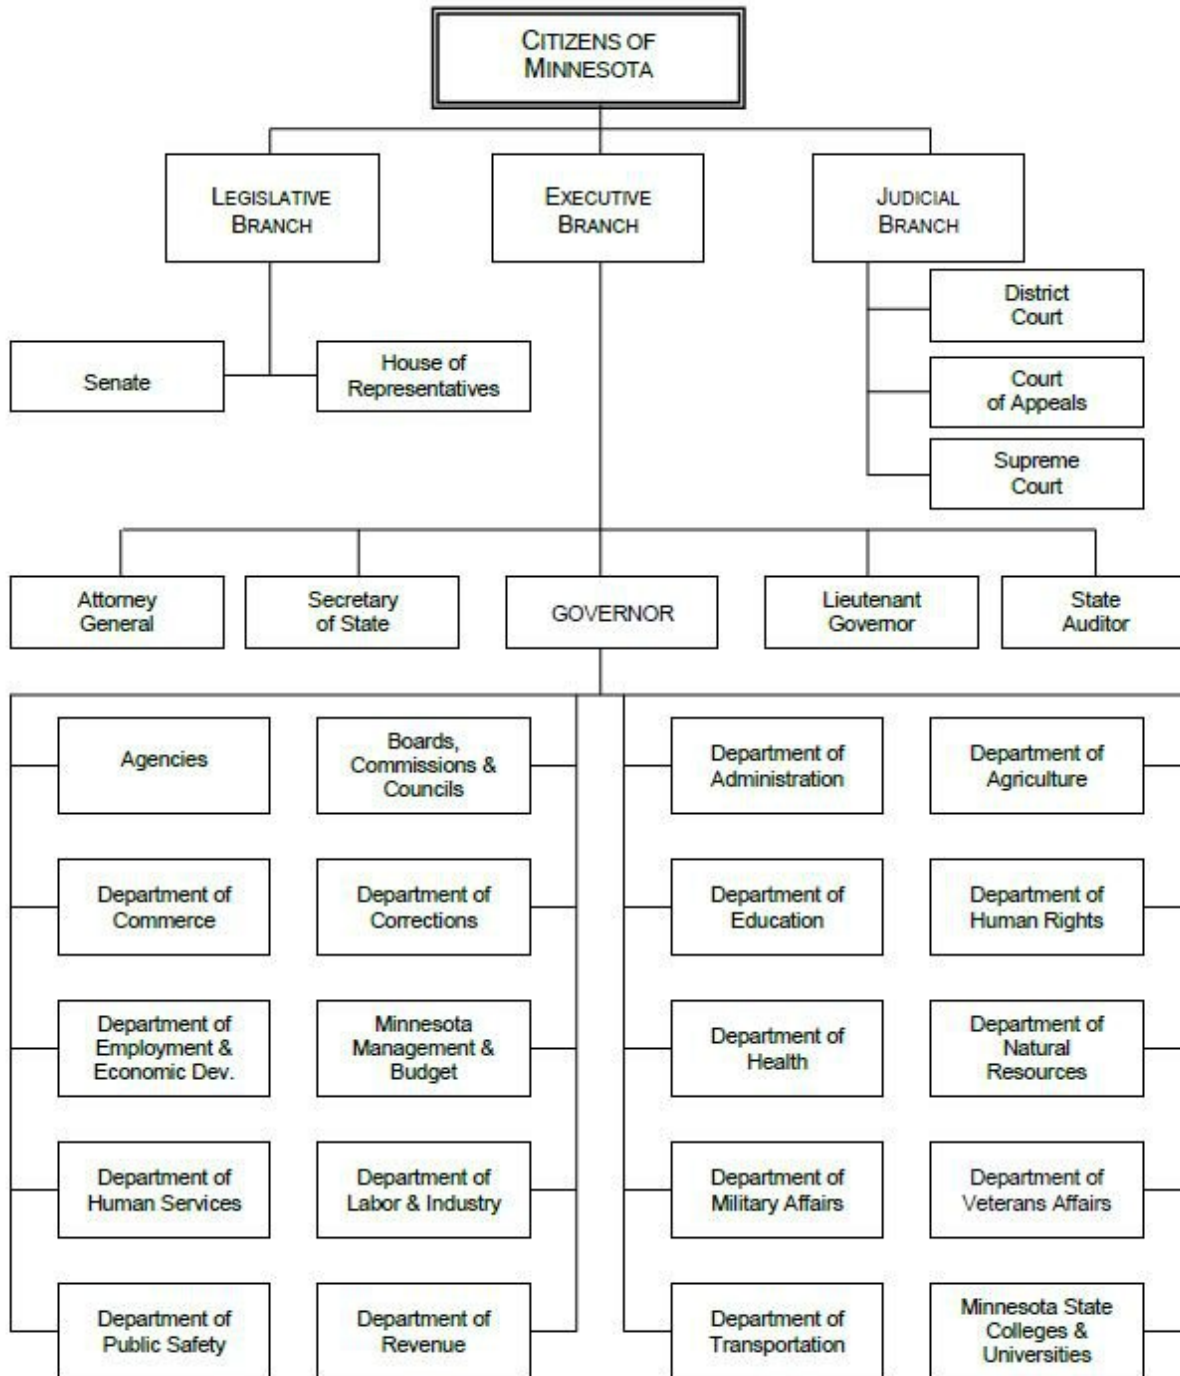 CITIZENS OF
MINNESOTA
LEGISLATIVE
BRANCH
EXECUTIVE
BRANCH
JUDICIAL
BRANCH
District
Court
Senate
House of
Representatives
Court
of Appeals
Supreme
Court
Attorney
General
Secretary
of State
GOVERNOR
Lieutenant
Governor
State
Auditor
Agencies
Boards,
Commissions &
Councils
Department of
Administration
Department of
Agriculture
Department of
Commerce
Department of
Corrections
Department of
Education
Department of
Human Rights
Department of
Employment &
Economic Dev.
Minnesota
Management &
Budget
Department of
Health
Department of
Natural
Resources
Department of
Human Services
Department of
Labor & Industry
Department of
Military Affairs
Department of
Veterans Affairs
Department of
Public Safety
Department of
Revenue
Department of
Transportation
Minnesota State
Colleges &
Universities